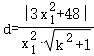 d=|3x₁²+48| / x₁²·√(k²+1)